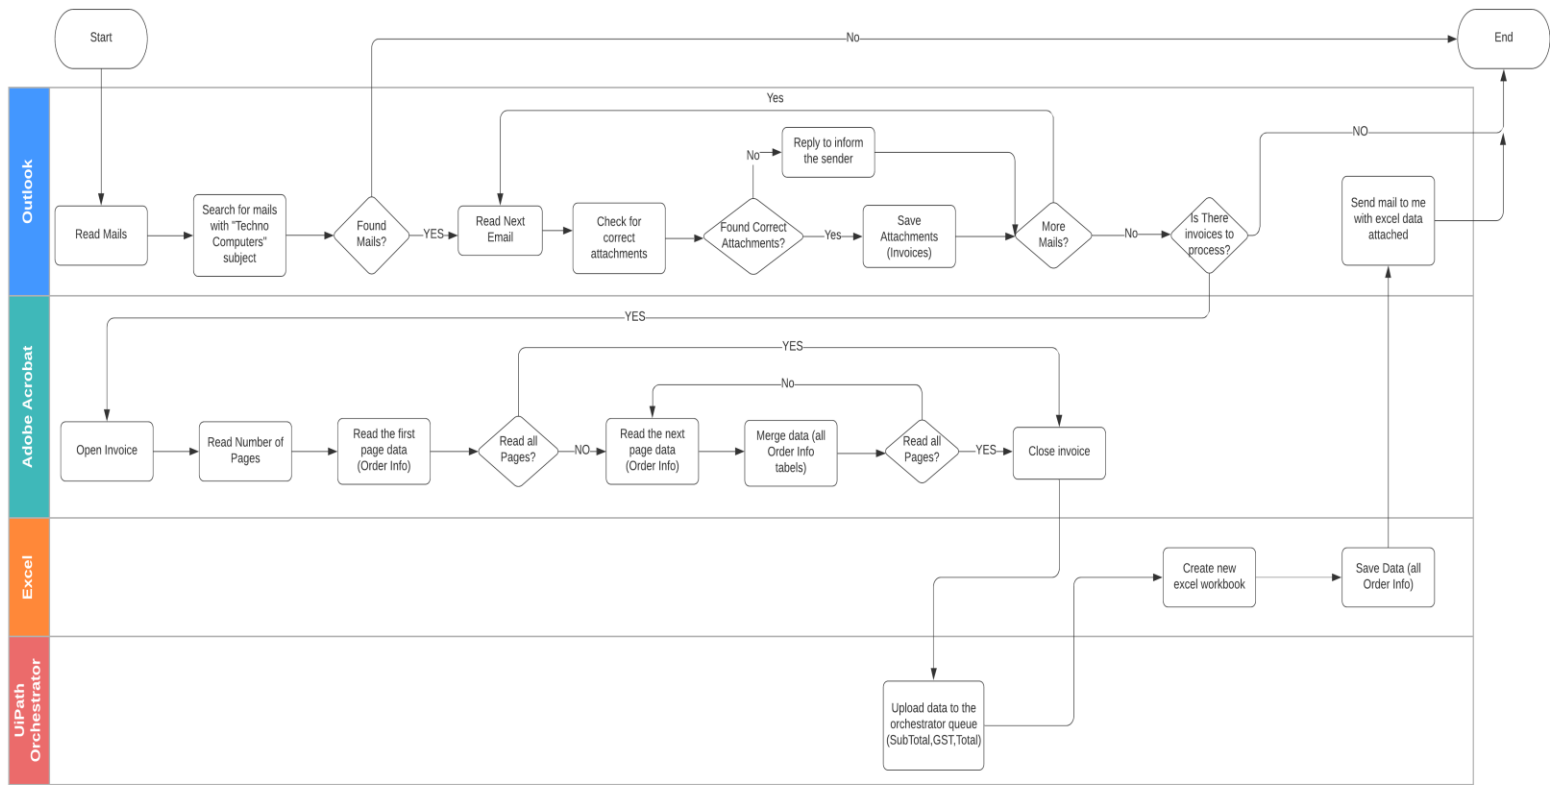 Start
No
End
Outlook
Yes
Read Mails
Search for mails
with "Techno
Computers"
subject
Found
Mails?
YES
Read Next
Email
Check for
correct
attachments
Found Correct
Attachments?
No
Reply to inform
the sender
Yes
Save
Attachments
(Invoices)
More
Mails?
No
Is There
invoices to
process?
NO
Send mail to me
with excel data
attached
Adobe Acrobat
YES
YES
No
Open Invoice
Read Number of
Pages
Read the first
page data
(Order Info)
Read all
Pages?
NO
Read the next
page data
(Order Info)
Merge data (all
Order Info
tabels)
Read all
Pages?
YES
Close invoice
Excel
Create new
excel workbook
Save Data (all
Order Info)
UiPath
Orchestrator
Upload data to the
orchestrator queue
(SubTotal,GST,Total)